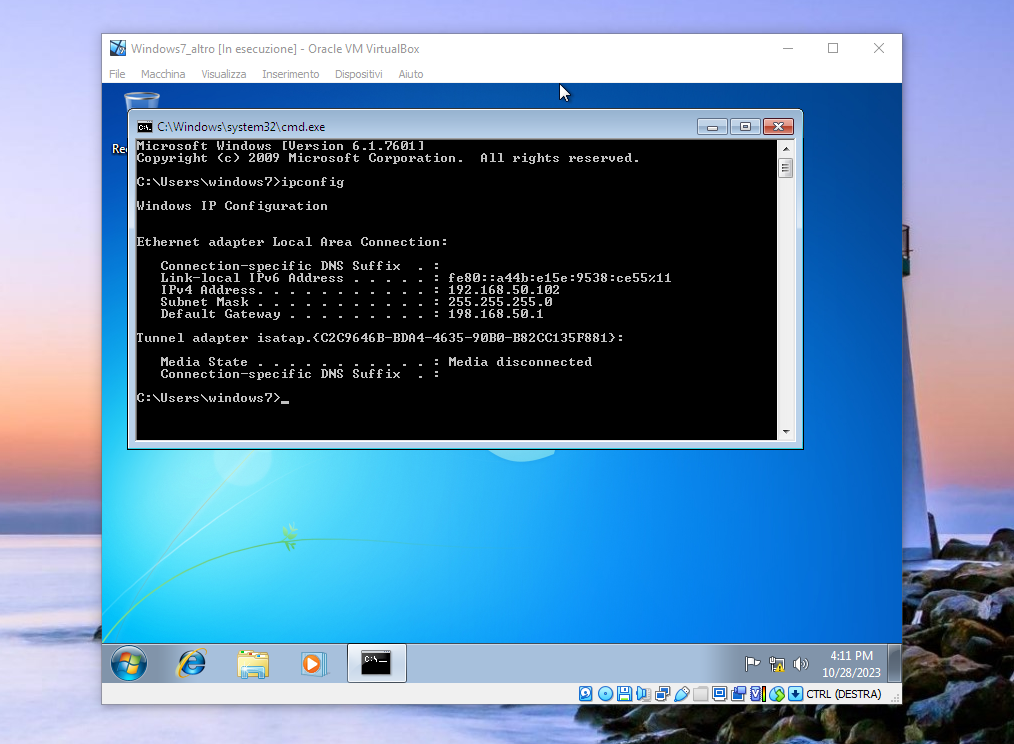 Windows7_altro [In esecuzione] - Oracle VM VirtualBox
File Macchina Visualizza Inserimento Dispositivi Aiuto
C:\Windows\system32\cmd.exe
Microsoft Windows [Version 6.1.7601]
Copyright (c) 2009 Microsoft Corporation.  All rights reserved.
C:\Users\windows7>ipconfig
Windows IP Configuration
Ethernet adapter Local Area Connection:
Connection-specific DNS Suffix  . :
Link-local IPv6 Address . . . . . : fe80::a44b:e15e:9538:ce55%11
IPv4 Address. . . . . . . . . . . : 192.168.50.102
Subnet Mask . . . . . . . . . . . : 255.255.255.0
Default Gateway . . . . . . . . . : 198.168.50.1
Tunnel adapter isatap.{C2C9646B-BDA4-4635-90B0-B82CC135F881}:
Media State . . . . . . . . . . . : Media disconnected
Connection-specific DNS Suffix  . :
C:\Users\windows7>_
C:\._
4:11 PM
10/28/2023
CTRL (DESTRA)